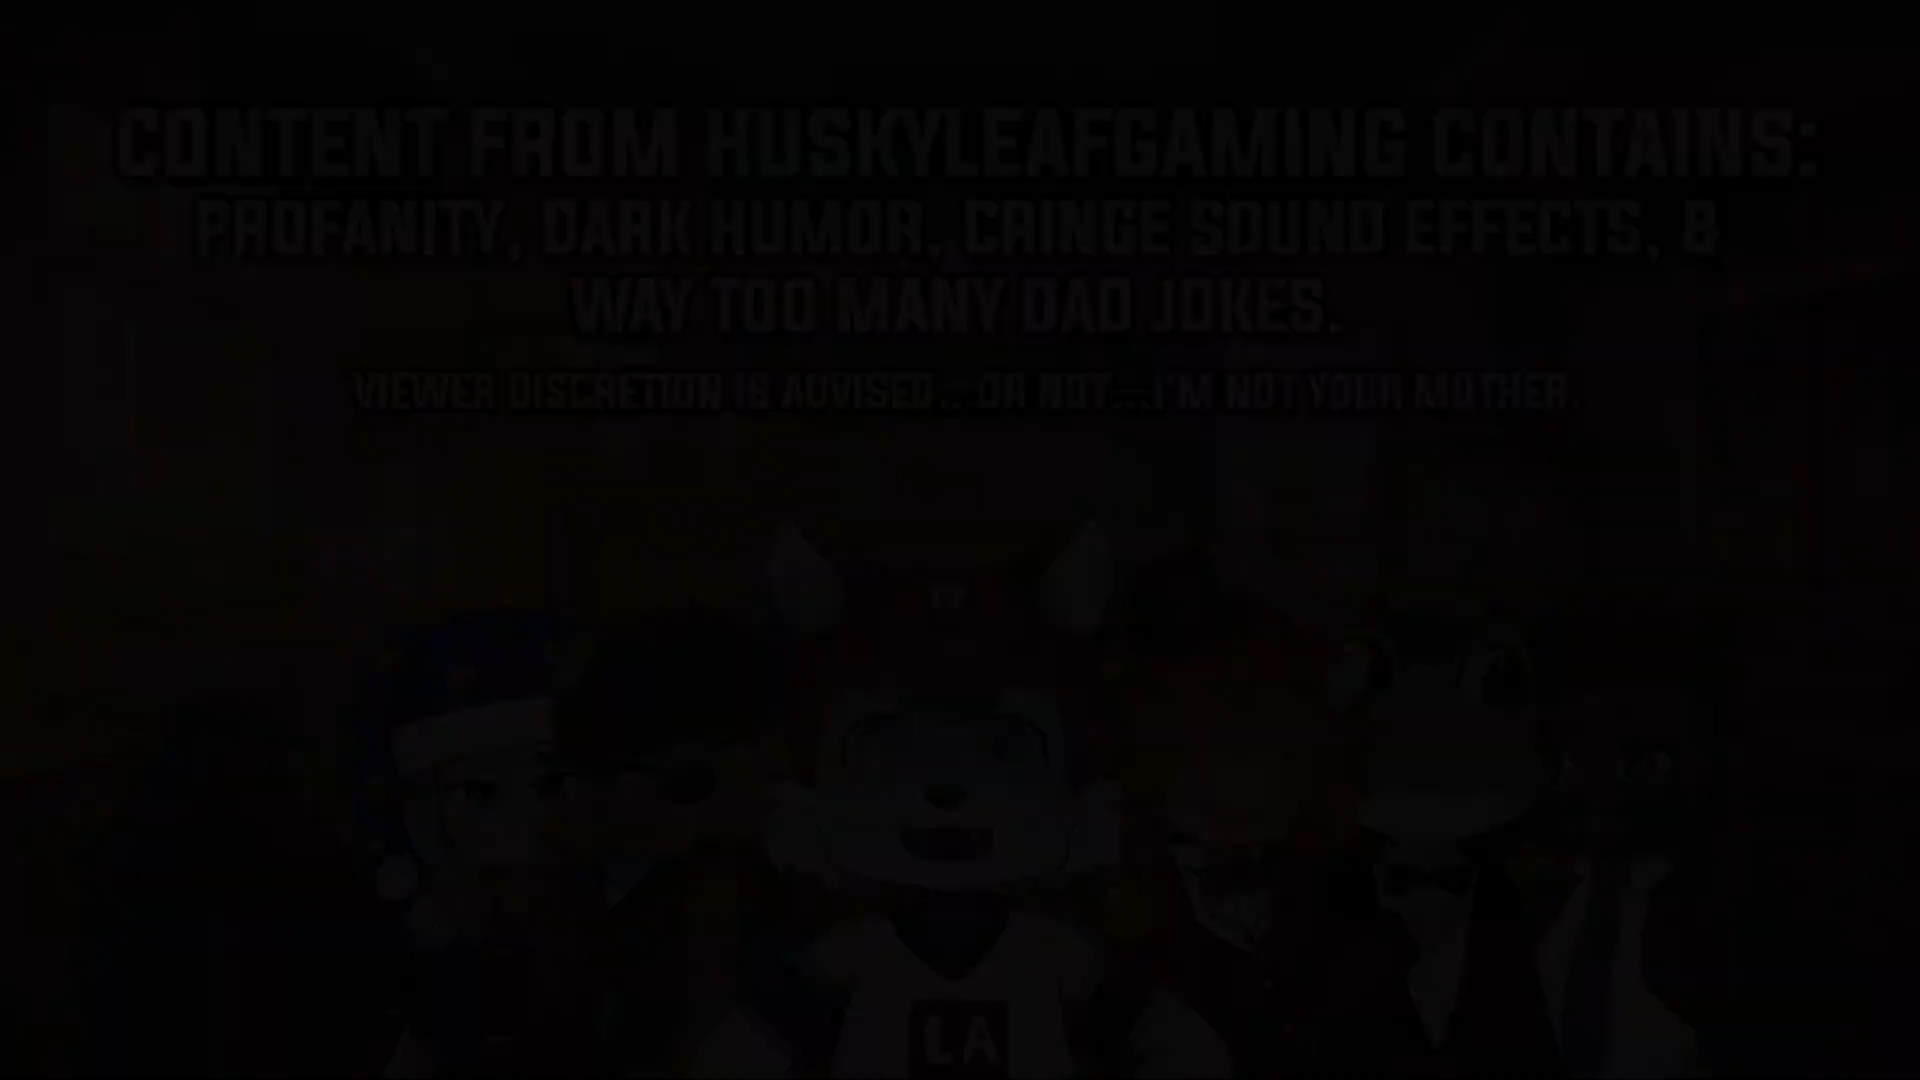 CONTENT FROM HUSKYLEAFGAMING CONTAINS:
PROFANITY, DARK HUMOR, CRINGE SOUND EFFECTS, &
WAY TOO MANY DAD JOKES.
VIEWER DISCRETION IS ADVISED...OR NOT...I'M NOT YOUR MOTHER.
LA